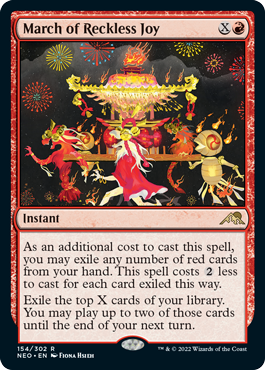 March of Reckless Joy X R
Instant
As an additional cost to cast this spell,
you may exile any number of red cards
from your hand. This spell costs 2 less
to cast for each card exiled this way.
Exile the top X cards of your library.
You may play up to two of those cards
until the end of your next turn.
154/302 R
NEO • EN Fiona Hsieh
™ & © 2022 Wizards of the Coast